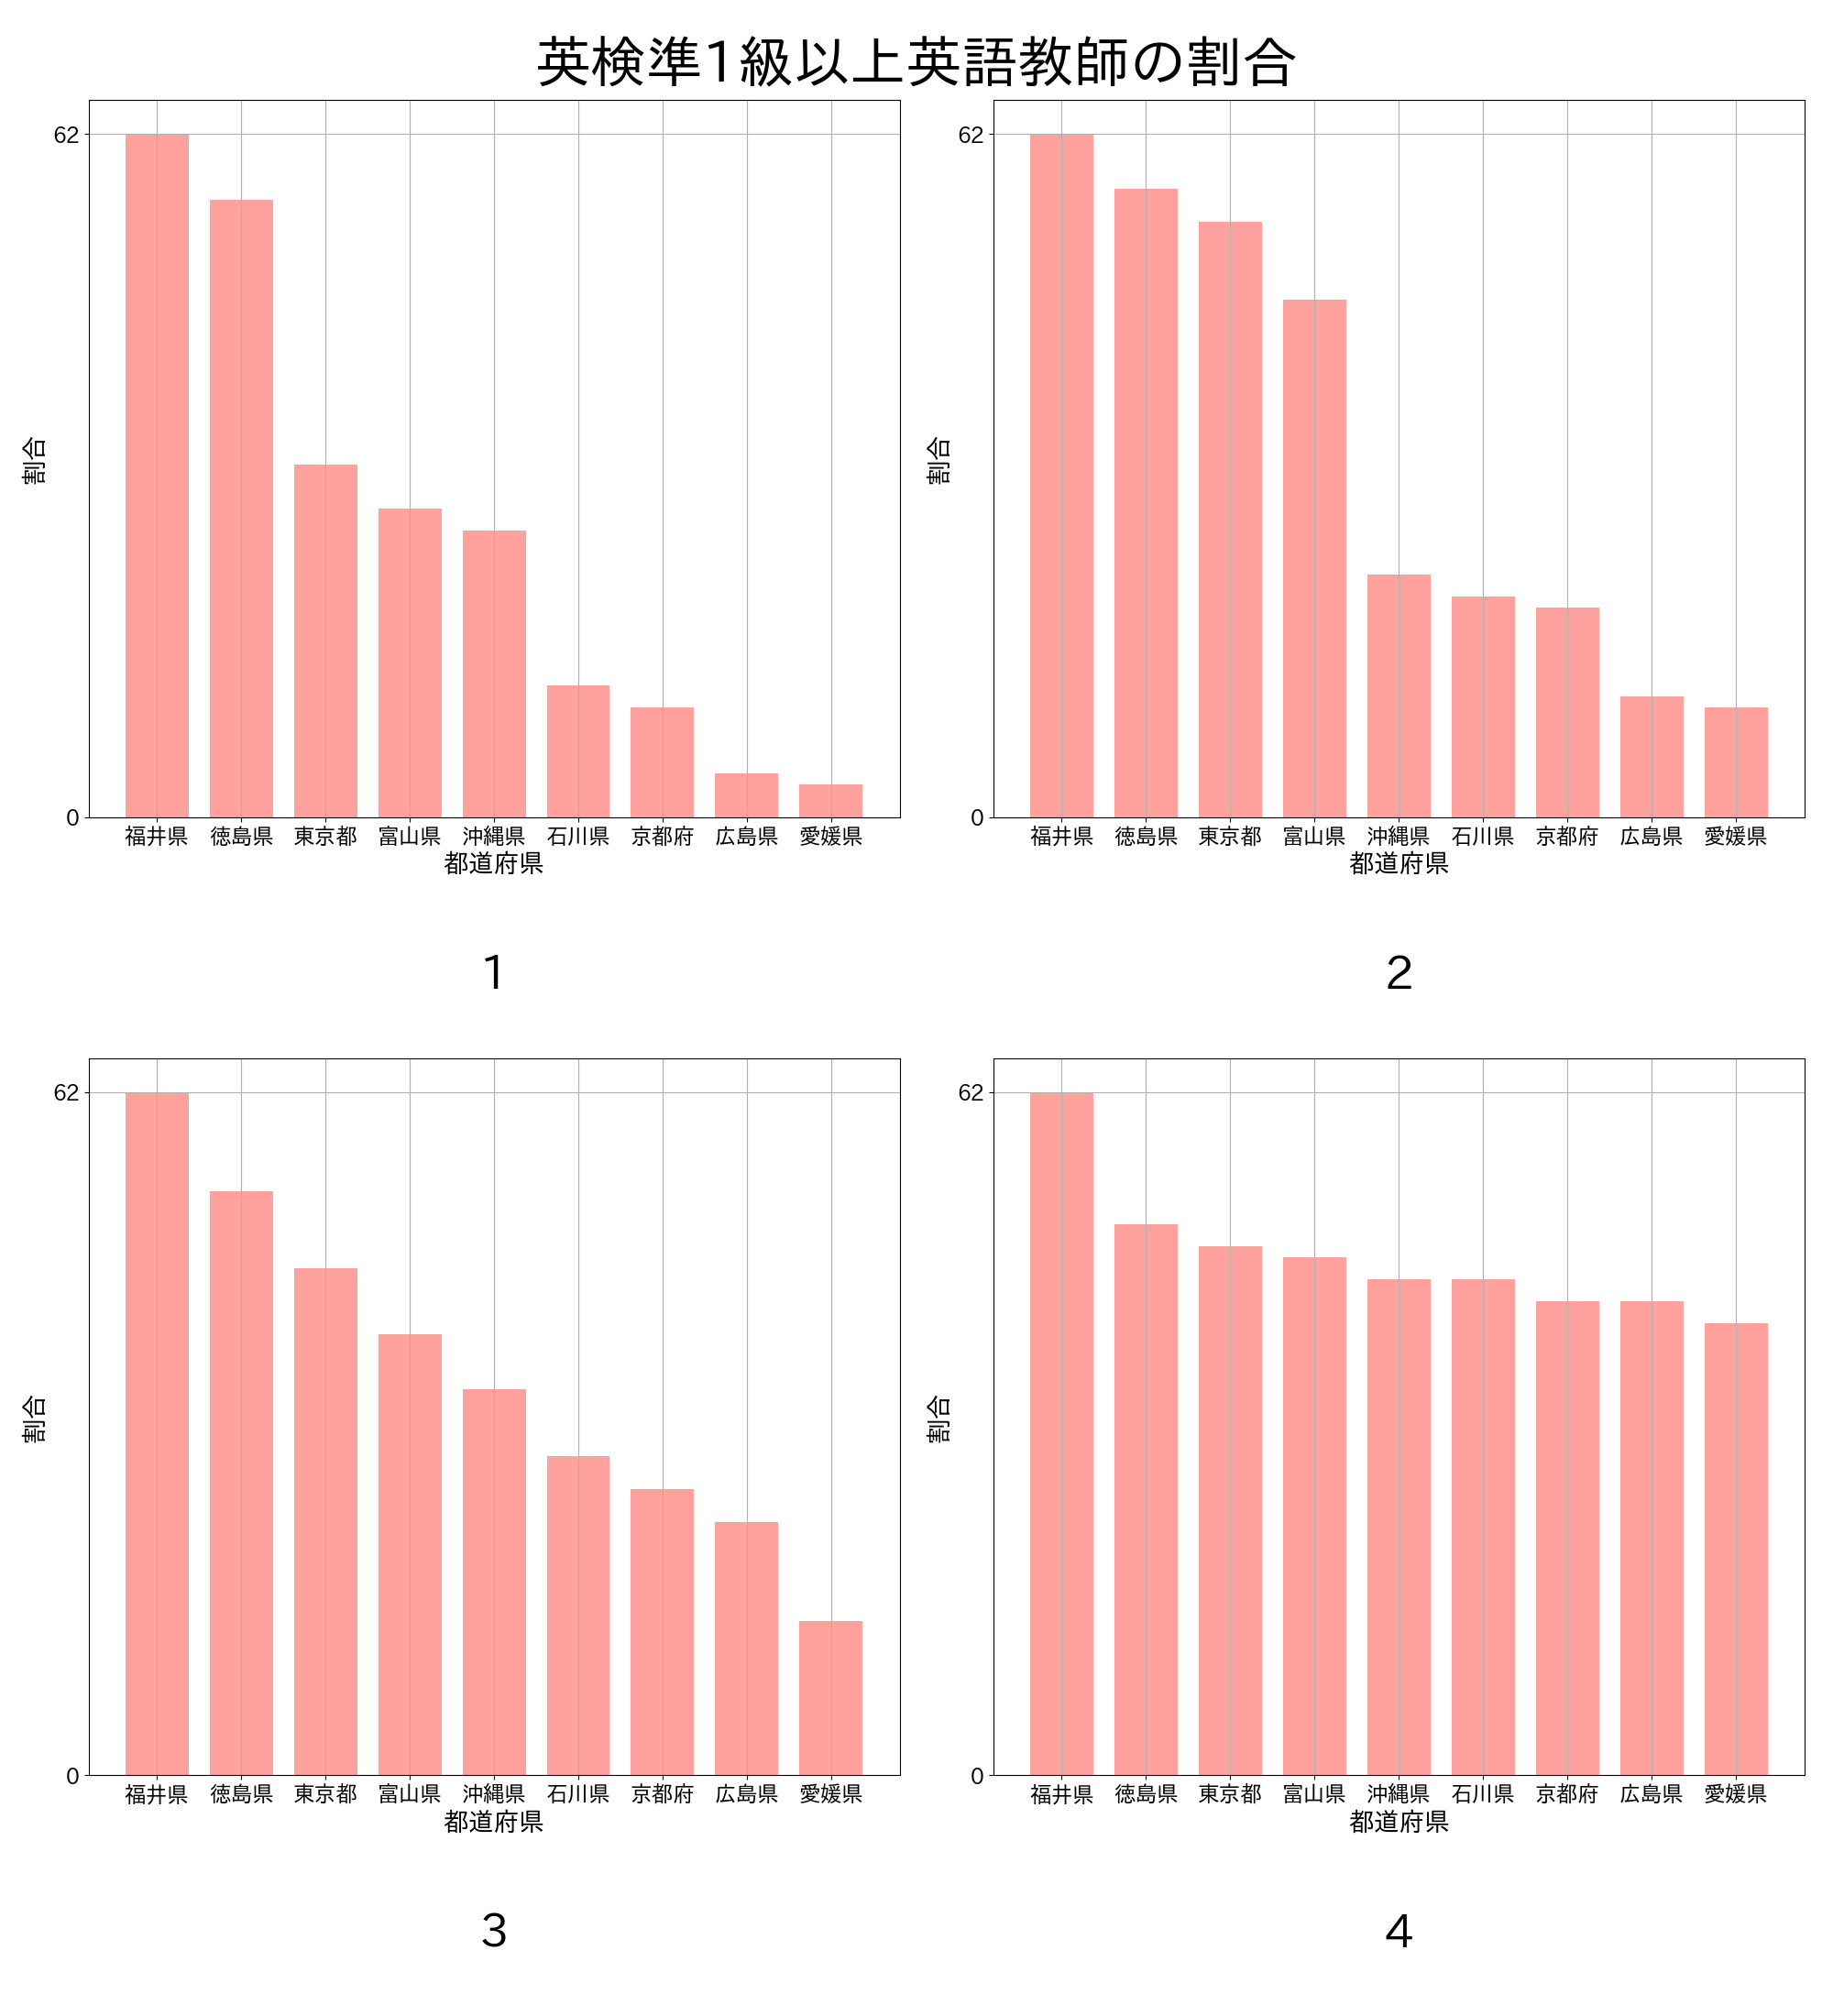 英検準1級以上英語教師の割合
62
割合
0
福井県 徳島県 東京都 富山県 沖縄県 石川県 京都府 広島県 愛媛県
都道府県
1
62
割合
0
福井県 徳島県 東京都 富山県 沖縄県 石川県 京都府 広島県 愛媛県
都道府県
2
62
割合
0
福井県 徳島県 東京都 富山県 沖縄県 石川県 京都府 広島県 愛媛県
都道府県
3
62
割合
0
福井県 徳島県 東京都 富山県 沖縄県 石川県 京都府 広島県 愛媛県
都道府県
4